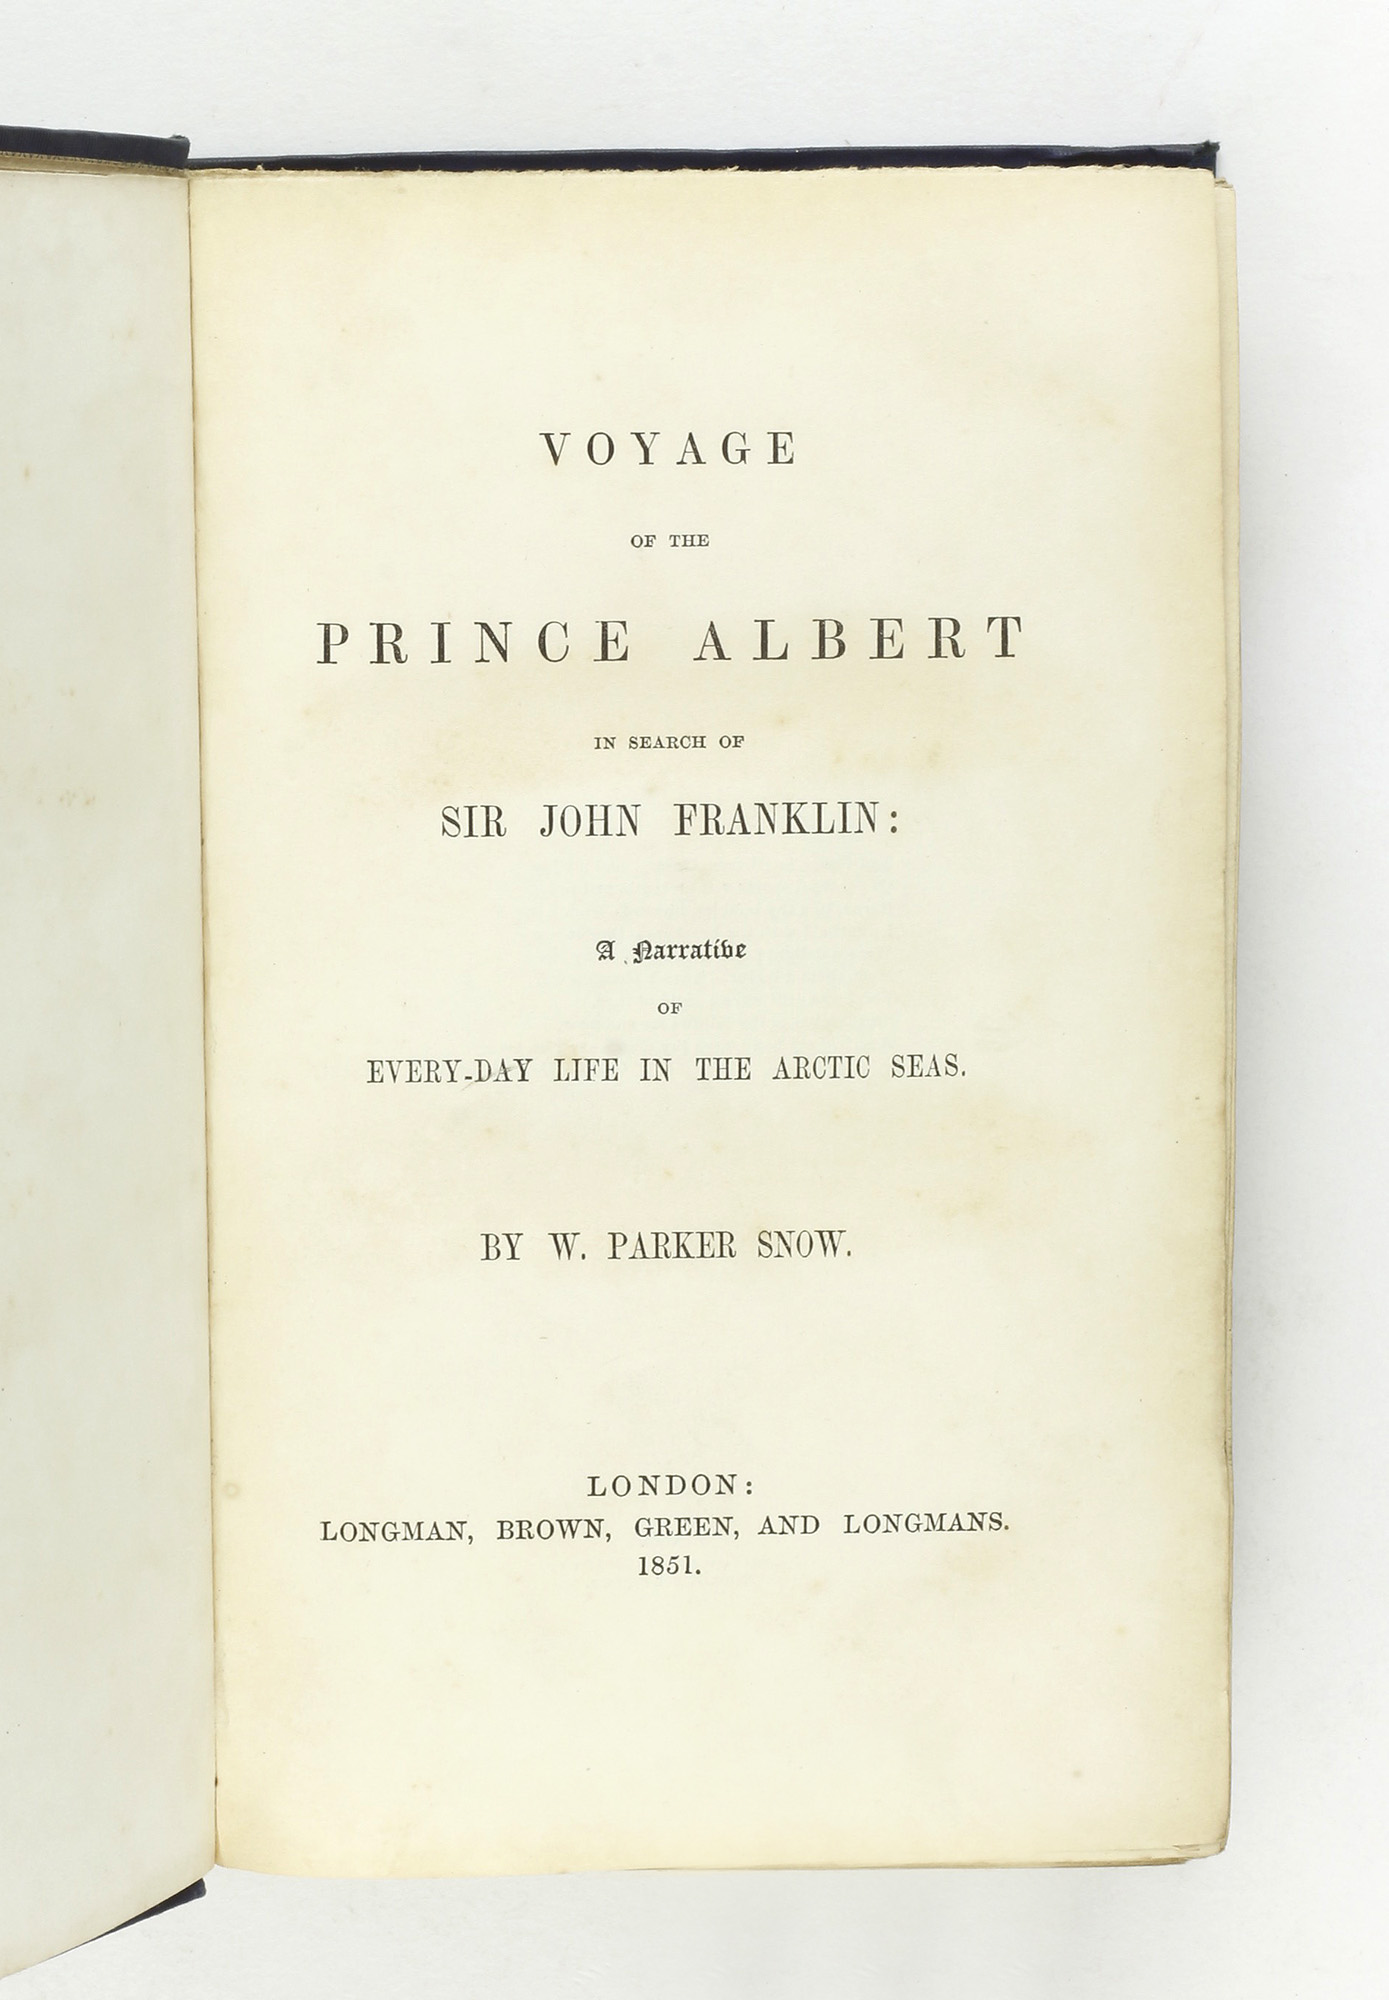 VOYAGE
OF THE
PRINCE ALBERT
IN SEARCH OF
SIR JOHN FRANKLIN:
A Narrative
OF
EVERY-DAY LIFE IN THE ARCTIC SEAS.
BY W. PARKER SNOW.
LONDON:
LONGMAN, BROWN, GREEN, AND LONGMANS.
1851.